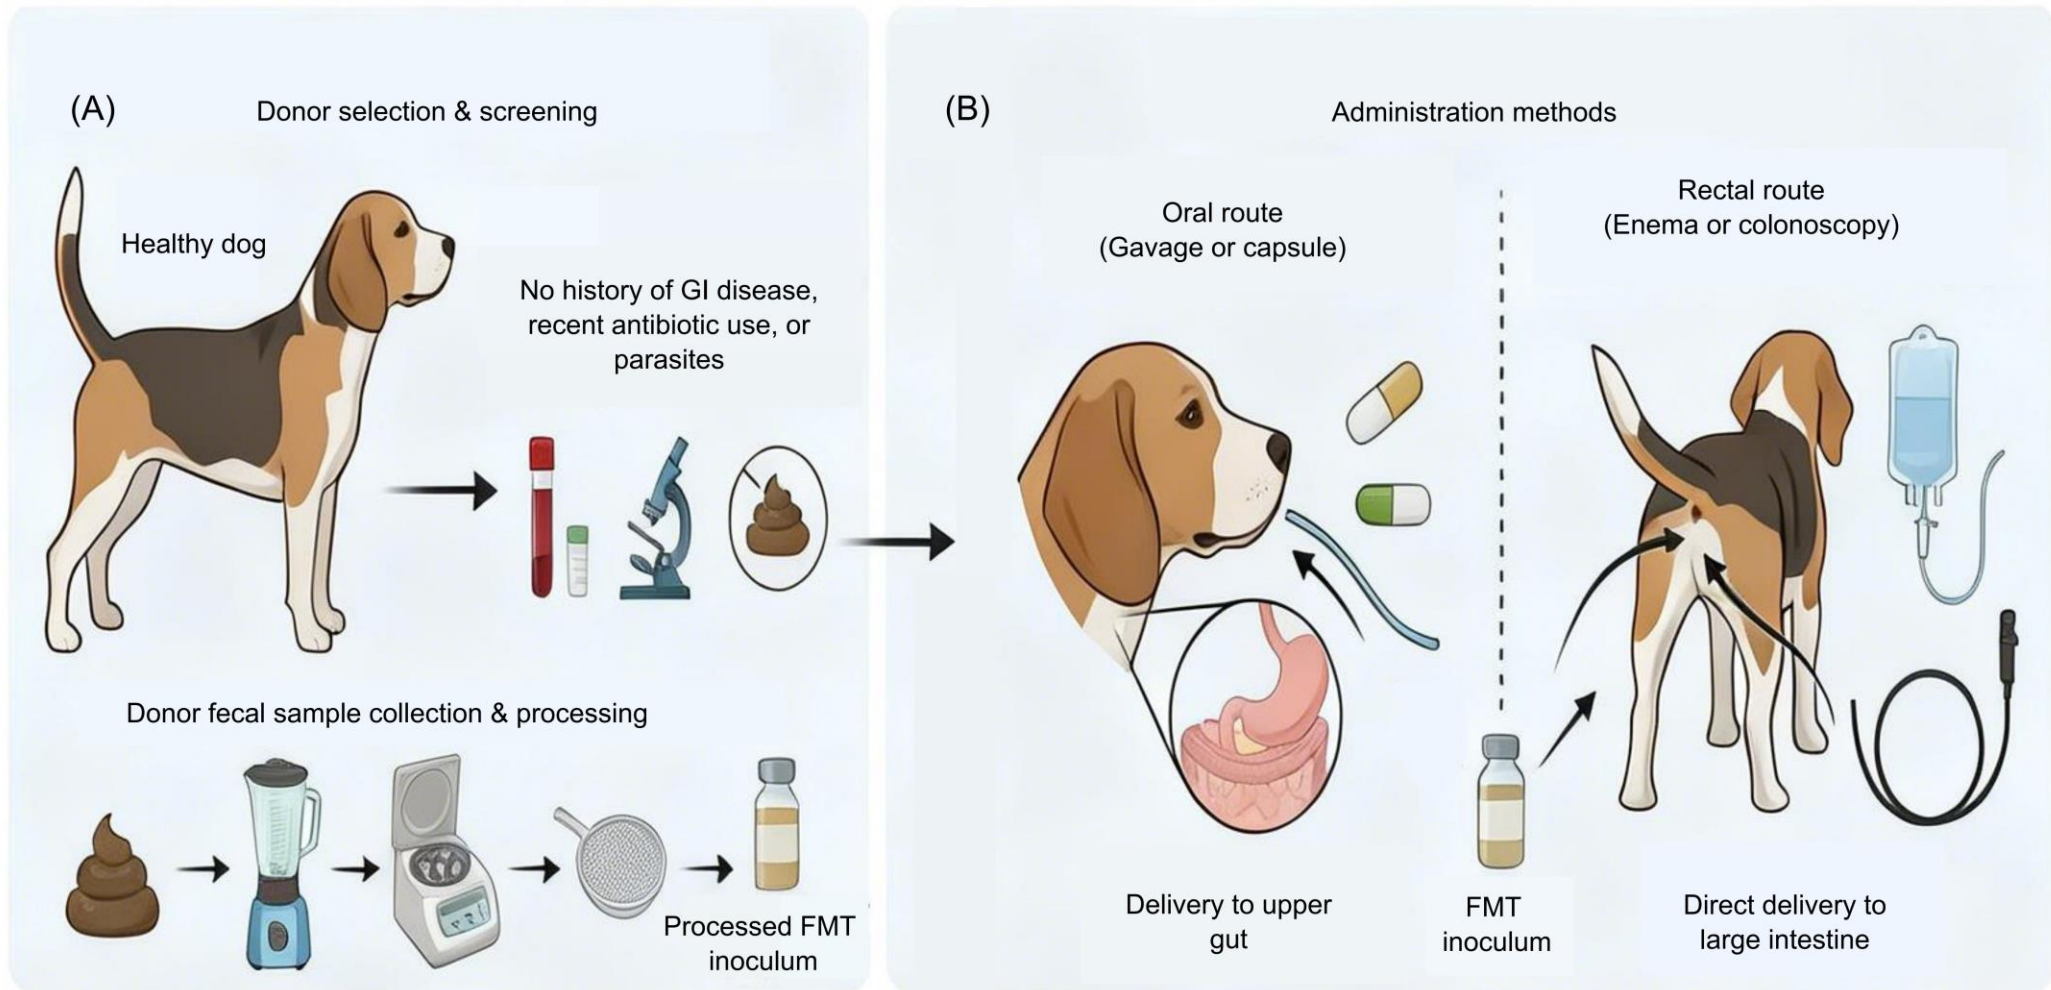 (A)
Donor selection & screening
Healthy dog
No history of GI disease,
recent antibiotic use, or
parasites
Donor fecal sample collection & processing
Processed FMT
inoculum
(B)
Administration methods
Oral route
(Gavage or capsule)
Rectal route
(Enema or colonoscopy)
Delivery to upper
gut
FMT
inoculum
Direct delivery to
large intestine